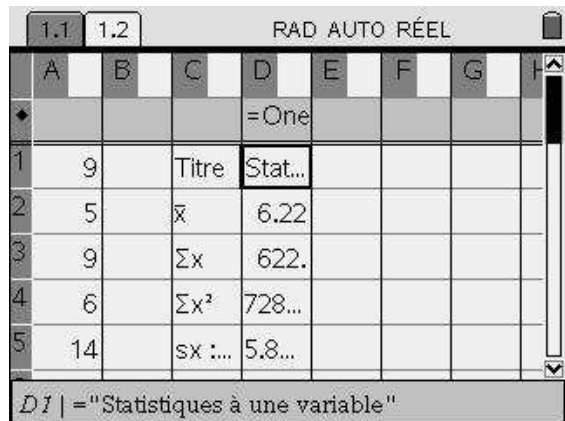 1.1 1.2 RAD AUTO RÉEL
A B C D E F G H
◆ =One
1 9 Titre Stat...
2 5 x̄ 6.22
3 9 Σx 622.
4 6 Σx² 728...
5 14 sx :... 5.8...
D1 | ="Statistiques à une variable"